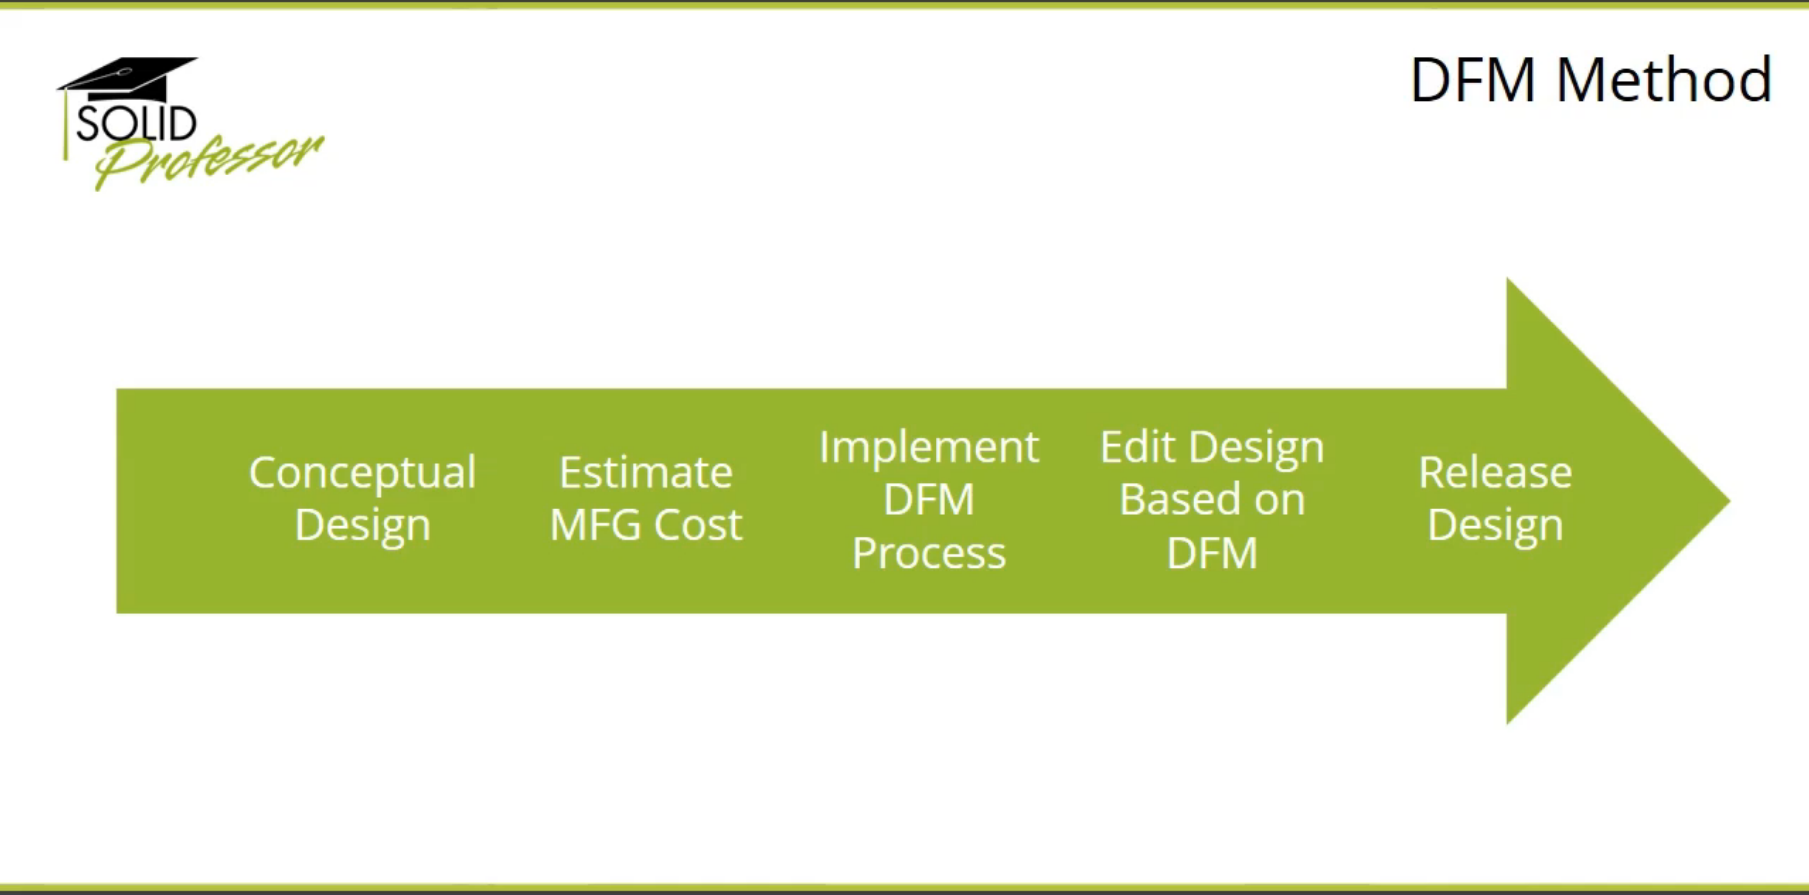 SOLID
Professor
DFM Method
Conceptual
Design
Estimate
MFG Cost
Implement
DFM
Process
Edit Design
Based on
DFM
Release
Design